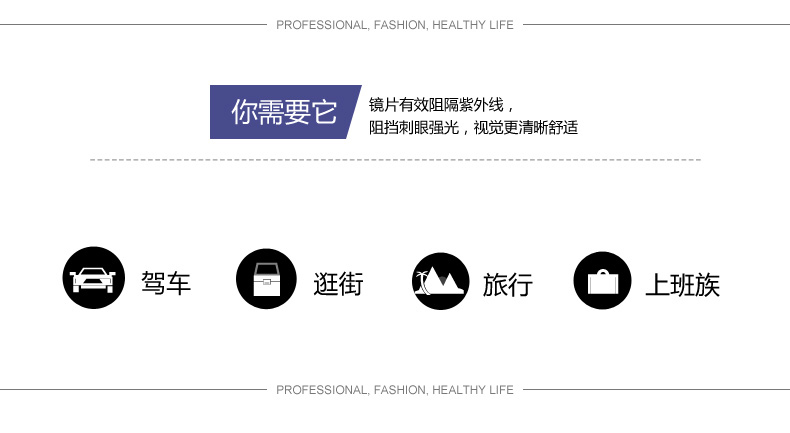 PROFESSIONAL, FASHION, HEALTHY LIFE
你需要它
镜片有效阻隔紫外线，
阻挡刺眼强光，视觉更清晰舒适
驾车 逛街 旅行 上班族
PROFESSIONAL, FASHION, HEALTHY LIFE